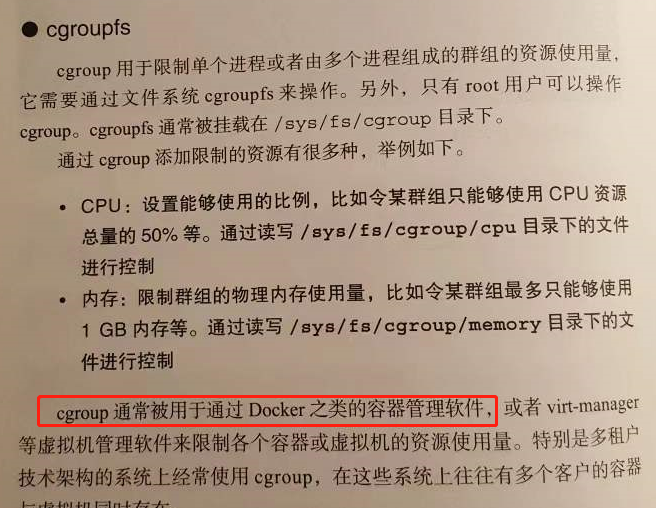 ● cgroupfs
cgroup 用于限制单个进程或者由多个进程组成的群组的资源使用量，
它需要通过文件系统 cgroupfs 来操作。另外，只有 root 用户可以操作
cgroup。cgroupfs 通常被挂载在 /sys/fs/cgroup 目录下。
通过 cgroup 添加限制的资源有很多种，举例如下。
• CPU：设置能够使用的比例，比如令某群组只能够使用 CPU 资源
总量的 50% 等。通过读写 /sys/fs/cgroup/cpu 目录下的文件
进行控制
• 内存：限制群组的物理内存使用量，比如令某群组最多只能够使用
1 GB 内存等。通过读写 /sys/fs/cgroup/memory 目录下的文
件进行控制
cgroup 通常被用于通过 Docker 之类的容器管理软件，或者 virt-manager
等虚拟机管理软件来限制各个容器或虚拟机的资源使用量。特别是多租户
技术架构的系统上经常使用 cgroup，在这些系统上往往有多个客户的容器
与虚拟机同时存在